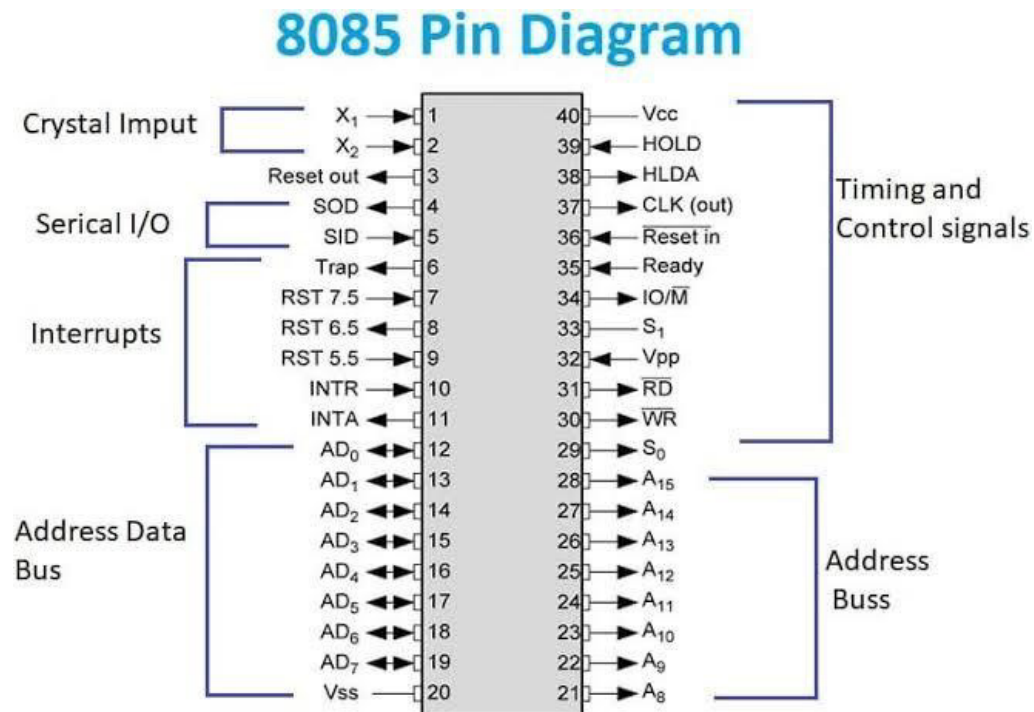 8085 Pin Diagram
Crystal Imput
Serical I/O
Interrupts
Address Data
Bus
X₁ 1
X₂ 2
Reset out 3
SOD 4
SID 5
Trap 6
RST 7.5 7
RST 6.5 8
RST 5.5 9
INTR 10
INTA 11
AD₀ 12
AD₁ 13
AD₂ 14
AD₃ 15
AD₄ 16
AD₅ 17
AD₆ 18
AD₇ 19
Vss 20
40 Vcc
39 HOLD
38 HLDA
37 CLK (out)
36 R̅e̅s̅e̅t̅ ̅i̅n̅
35 Ready
34 IO/M̅
33 S₁
32 Vpp
31 R̅D̅
30 W̅R̅
29 S₀
28 A₁₅
27 A₁₄
26 A₁₃
25 A₁₂
24 A₁₁
23 A₁₀
22 A₉
21 A₈
Timing and
Control signals
Address
Buss